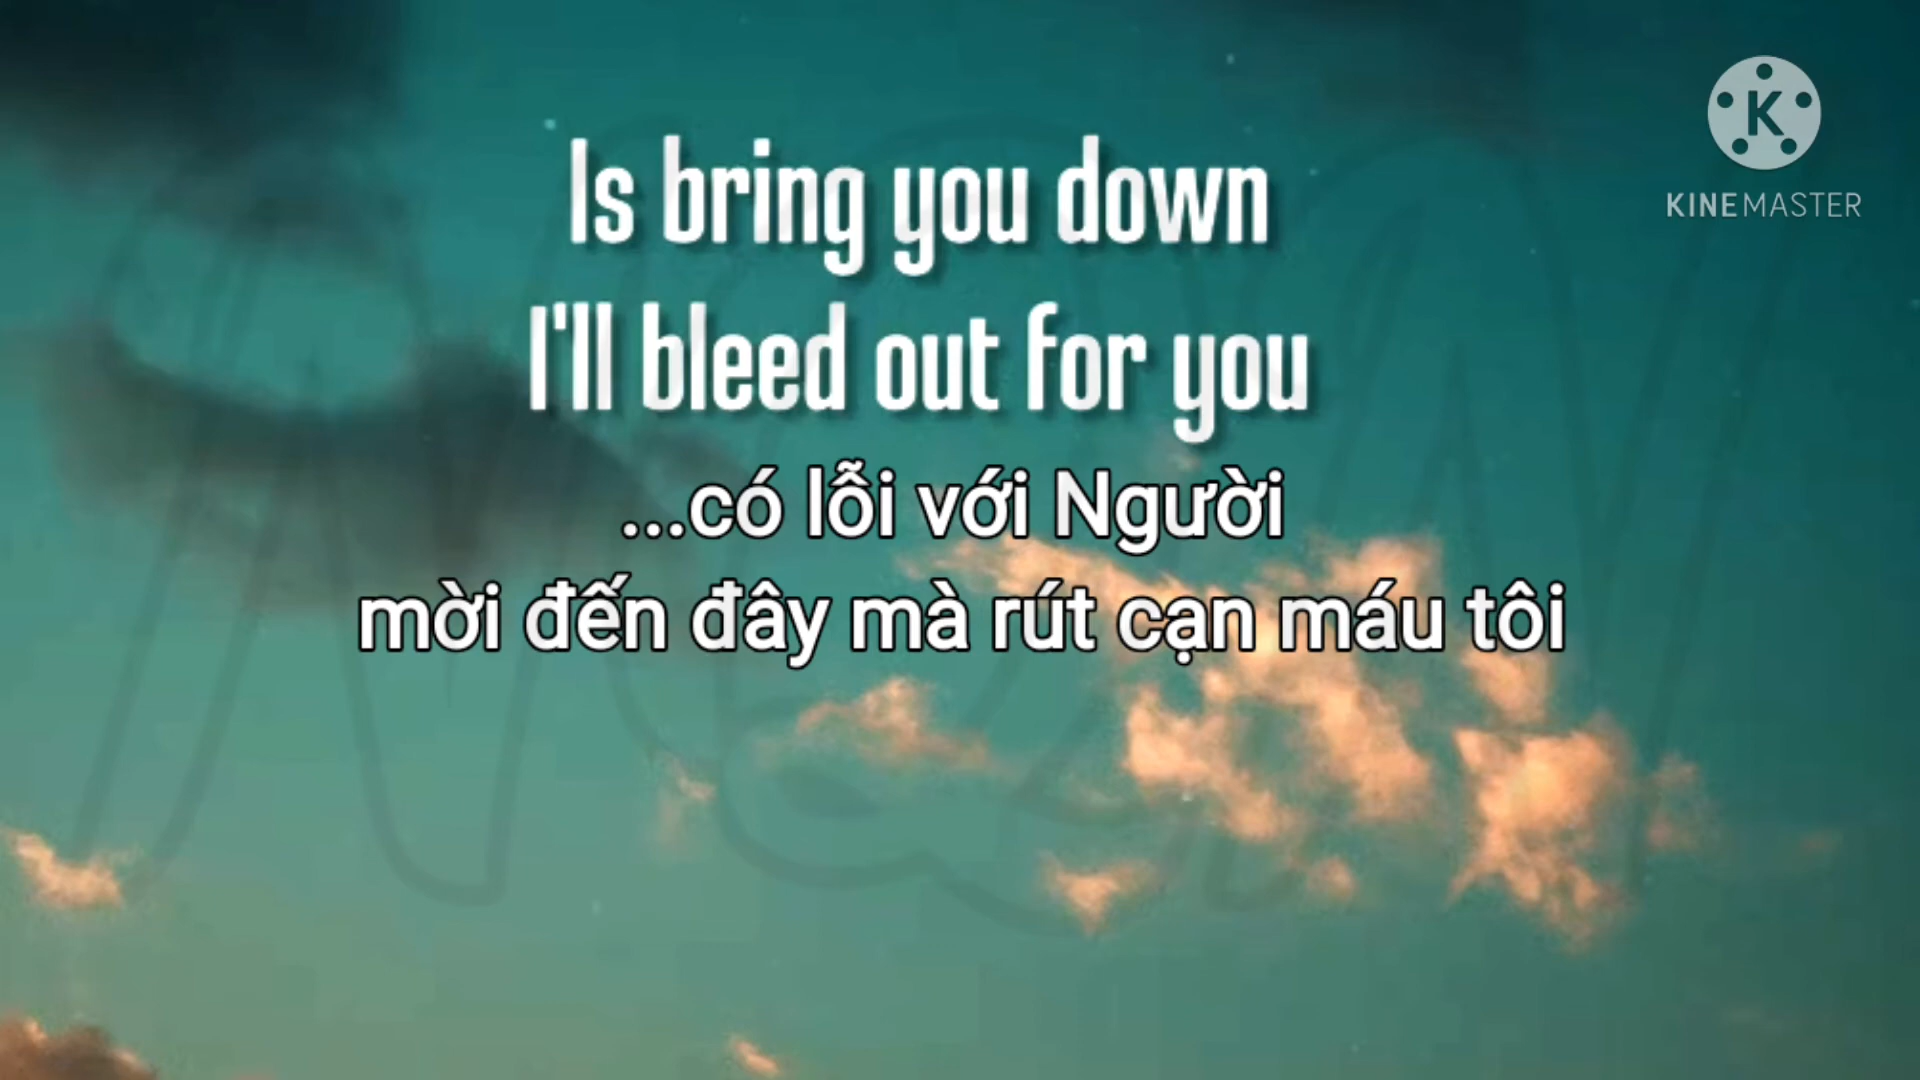 Is bring you down
I'll bleed out for you
...có lỗi với Người
mời đến đây mà rút cạn máu tôi
K
KINEMASTER